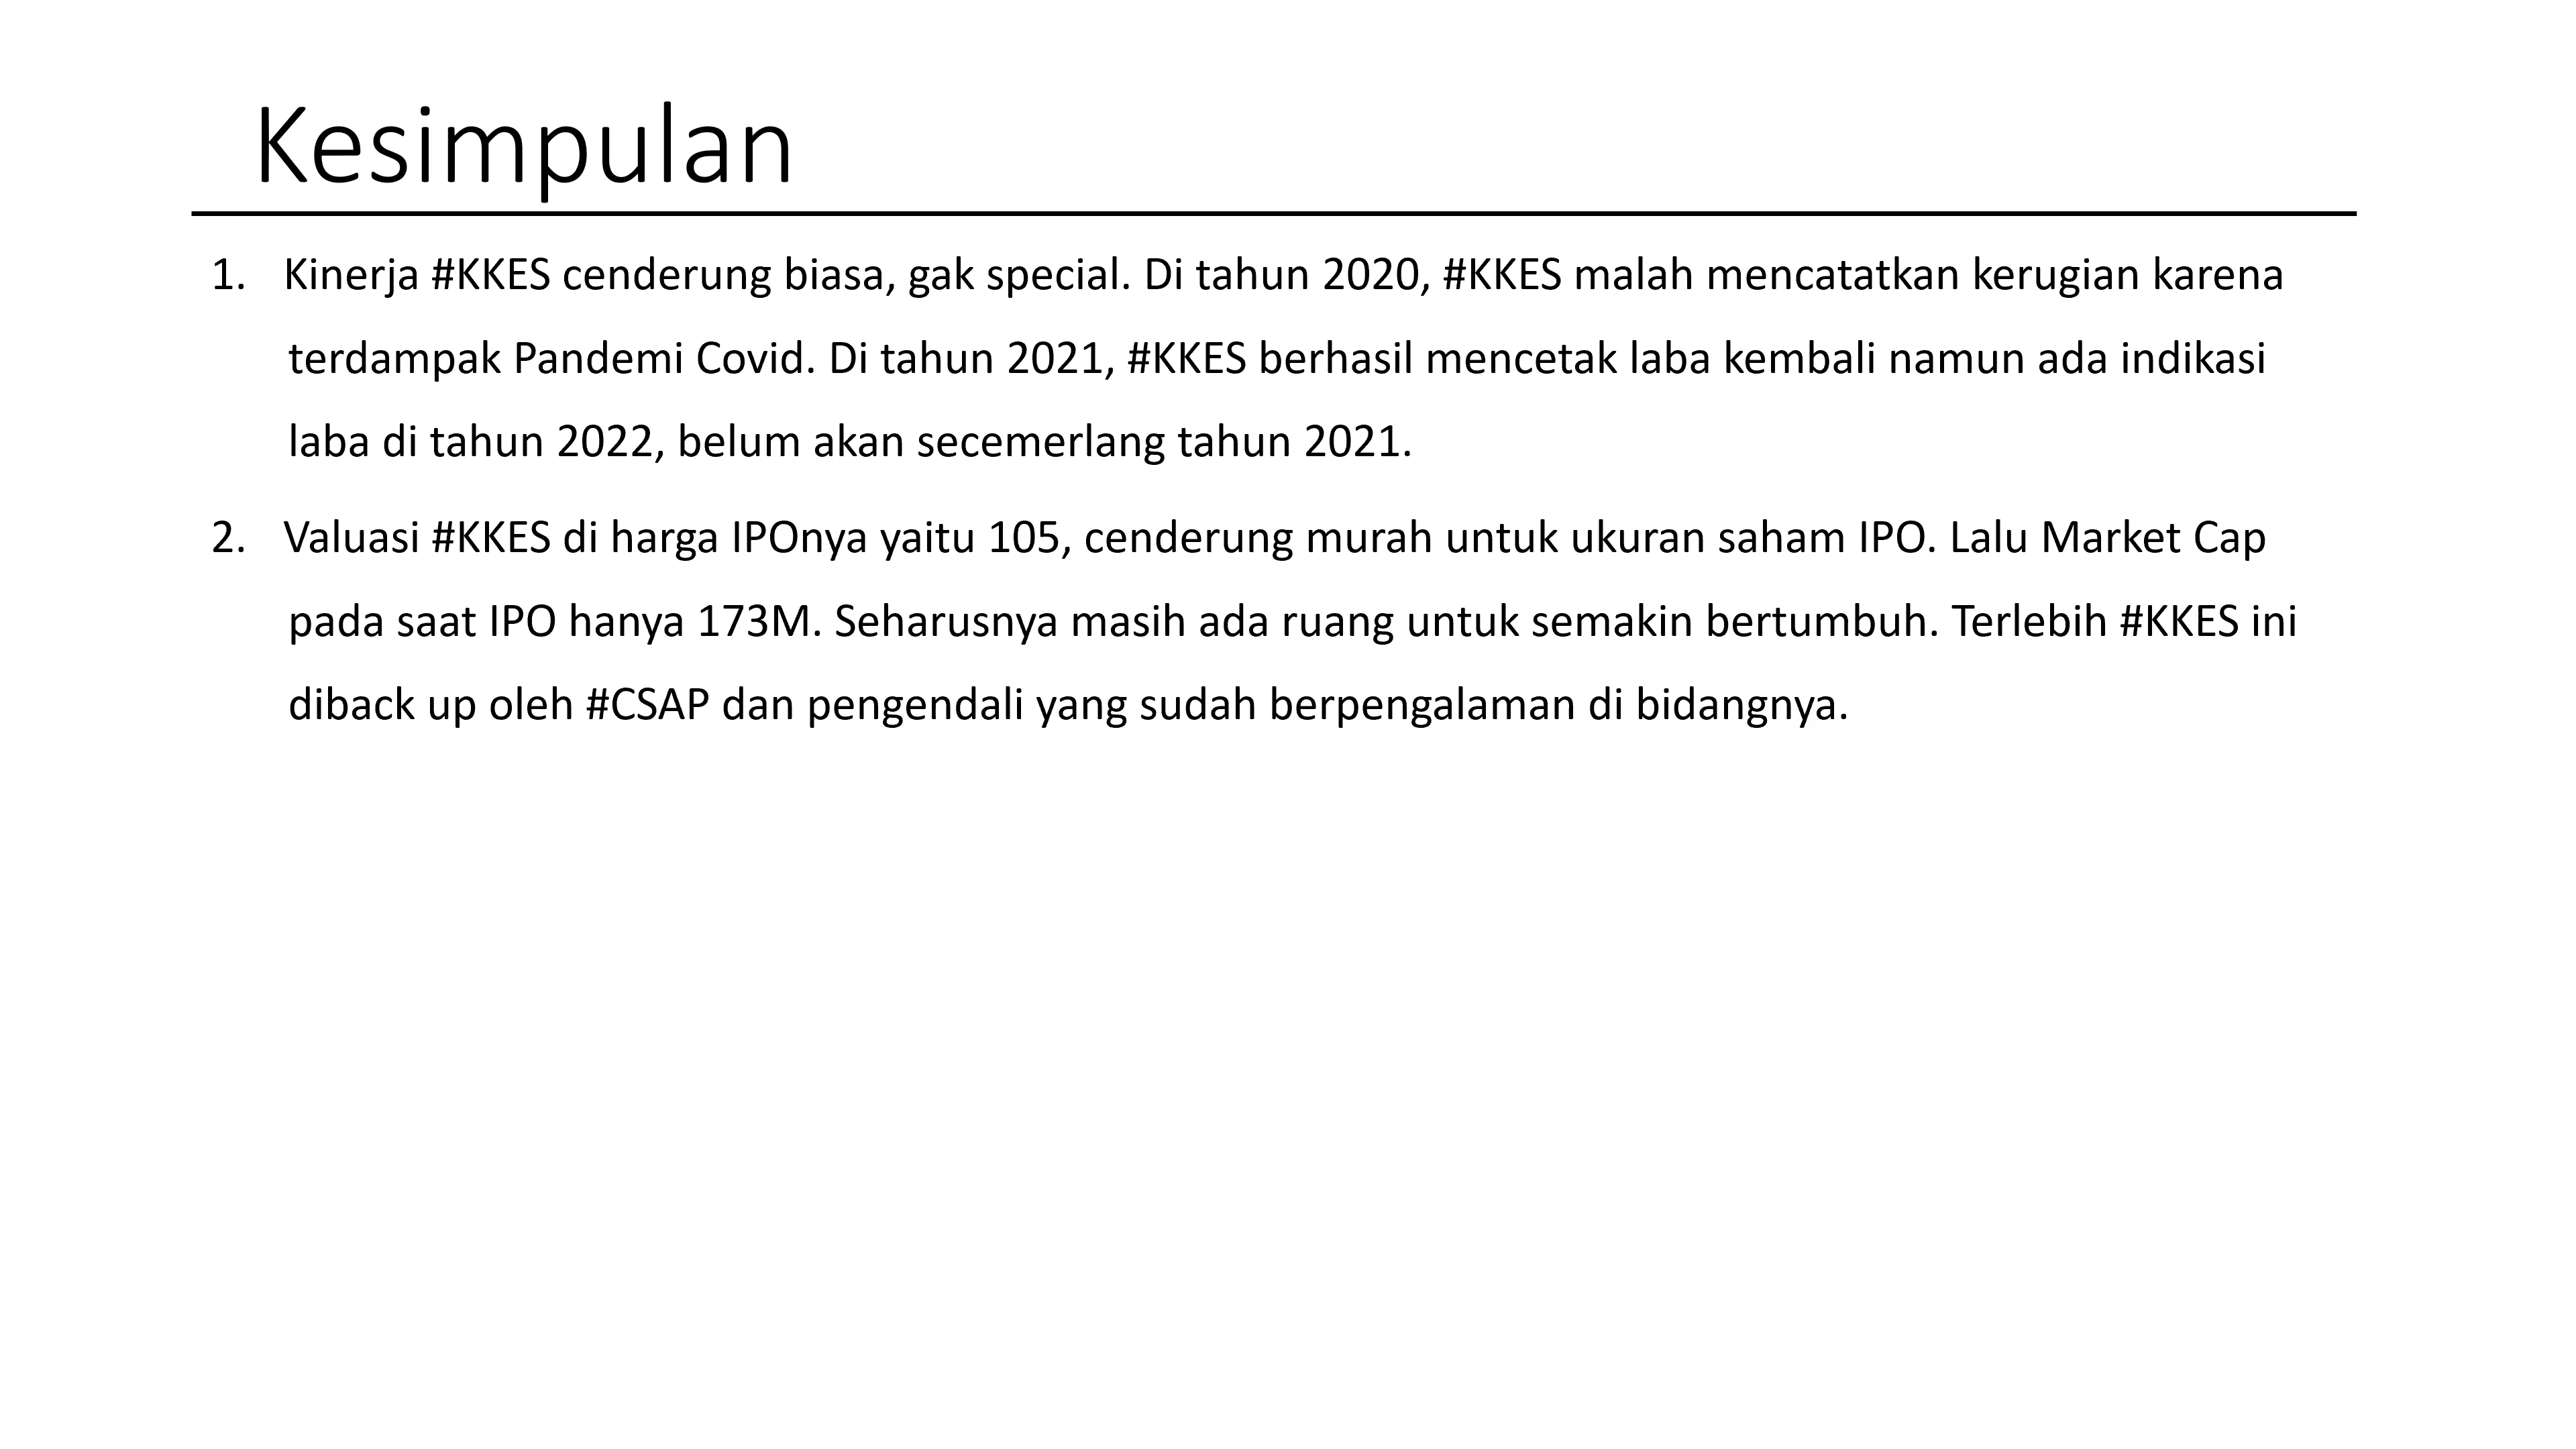 Kesimpulan
1. Kinerja #KKES cenderung biasa, gak special. Di tahun 2020, #KKES malah mencatatkan kerugian karena
terdampak Pandemi Covid. Di tahun 2021, #KKES berhasil mencetak laba kembali namun ada indikasi
laba di tahun 2022, belum akan secemerlang tahun 2021.
2. Valuasi #KKES di harga IPOnya yaitu 105, cenderung murah untuk ukuran saham IPO. Lalu Market Cap
pada saat IPO hanya 173M. Seharusnya masih ada ruang untuk semakin bertumbuh. Terlebih #KKES ini
diback up oleh #CSAP dan pengendali yang sudah berpengalaman di bidangnya.